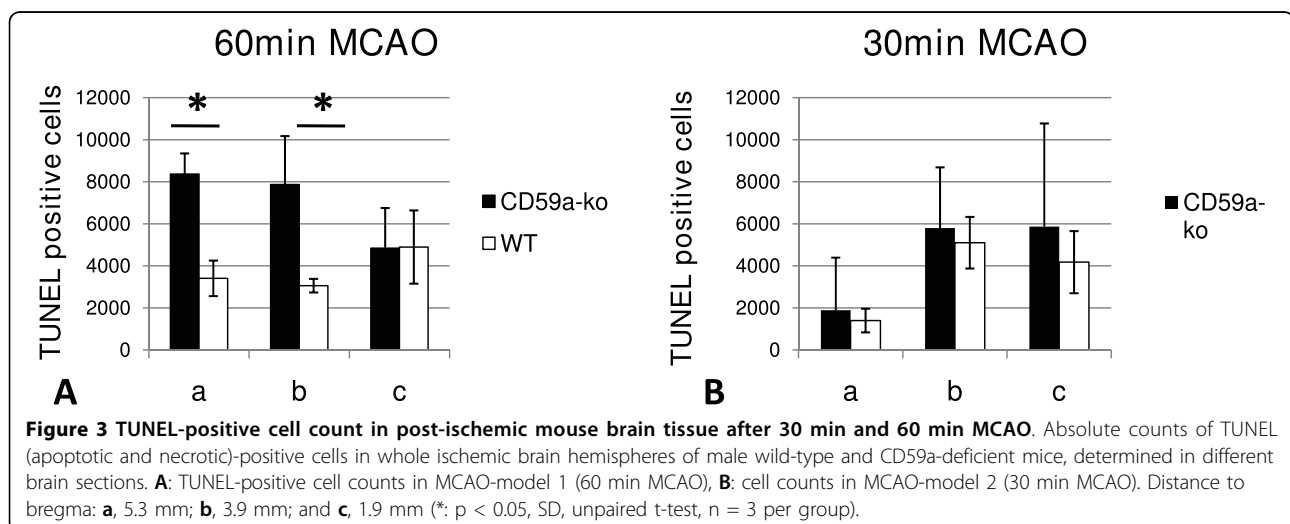 60min MCAO
TUNEL positive cells
12000
10000
8000
6000
4000
2000
0
*
*
a
b
c
CD59a-ko
WT
A
30min MCAO
TUNEL positive cells
12000
10000
8000
6000
4000
2000
0
a
b
c
CD59a-
ko
B
Figure 3 TUNEL-positive cell count in post-ischemic mouse brain tissue after 30 min and 60 min MCAO. Absolute counts of TUNEL
(apoptotic and necrotic)-positive cells in whole ischemic brain hemispheres of male wild-type and CD59a-deficient mice, determined in different
brain sections. A: TUNEL-positive cell counts in MCAO-model 1 (60 min MCAO), B: cell counts in MCAO-model 2 (30 min MCAO). Distance to
bregma: a, 5.3 mm; b, 3.9 mm; and c, 1.9 mm (*: p < 0.05, SD, unpaired t-test, n = 3 per group).